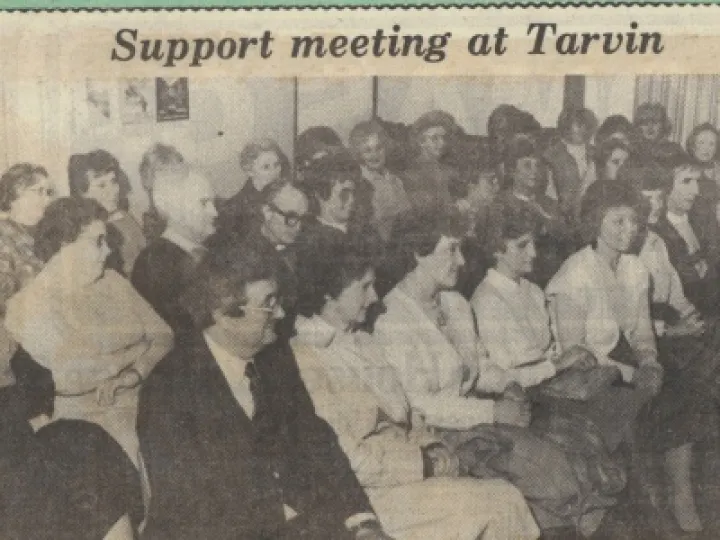 Support meeting at Tarvin